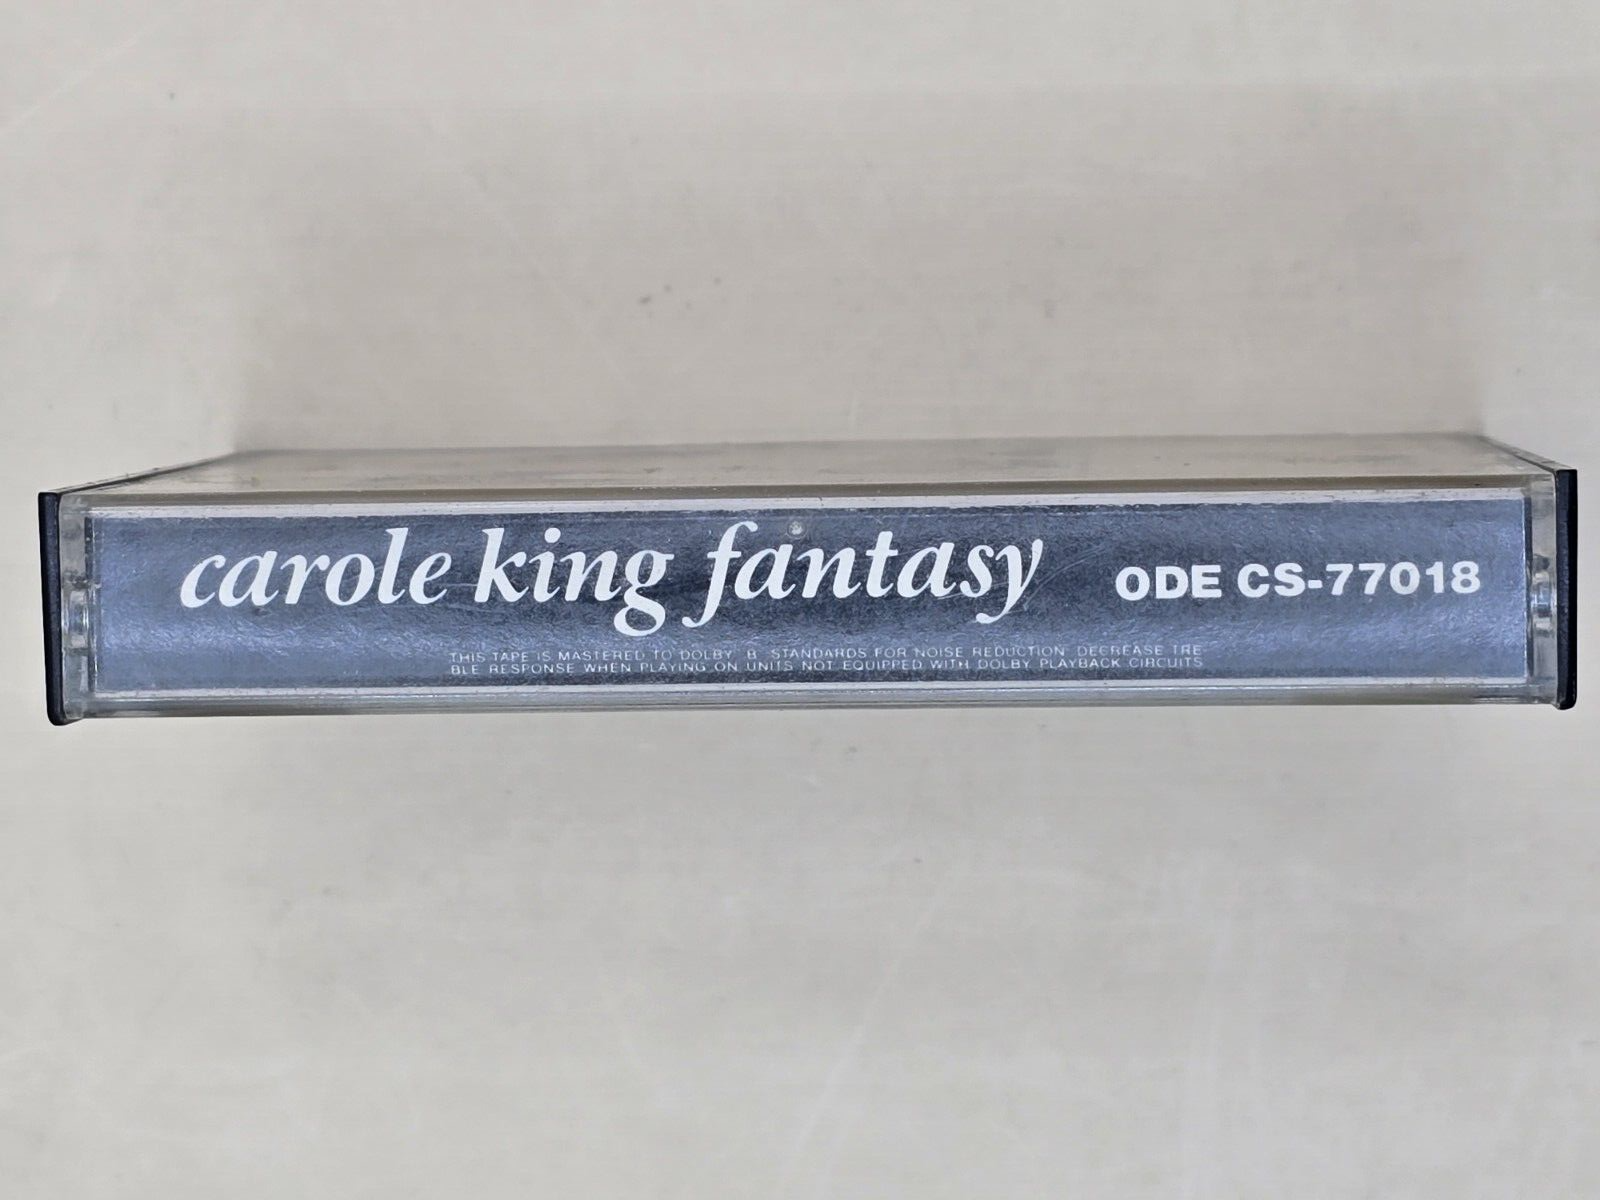 carole king fantasy ODE CS-77018
THIS TAPE IS MASTERED TO DOLBY B STANDARDS FOR NOISE REDUCTION DECREASE TRE
BLE RESPONSE WHEN PLAYING ON UNITS NOT EQUIPPED WITH DOLBY PLAYBACK CIRCUITS